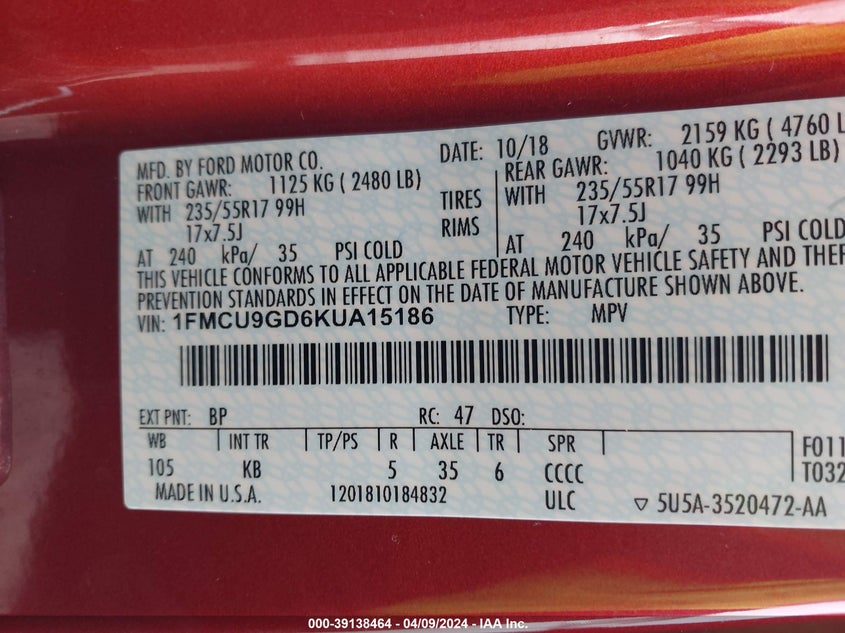 MFD. BY FORD MOTOR CO. DATE: 10/18 GVWR: 2159 KG ( 4760 L
FRONT GAWR: 1125 KG ( 2480 LB) REAR GAWR: 1040 KG ( 2293 LB)
WITH 235/55R17 99H TIRES WITH 235/55R17 99H
17x7.5J RIMS 17x7.5J
AT 240 kPa/ 35 PSI COLD AT 240 kPa/ 35 PSI COLD
THIS VEHICLE CONFORMS TO ALL APPLICABLE FEDERAL MOTOR VEHICLE SAFETY AND THEF
PREVENTION STANDARDS IN EFFECT ON THE DATE OF MANUFACTURE SHOWN ABOVE.
VIN: 1FMCU9GD6KUA15186 TYPE: MPV
EXT PNT: BP RC: 47 DSO:
WB INT TR TP/PS R AXLE TR SPR F011
105 KB 5 35 6 CCCC T032
MADE IN U.S.A. 1201810184832 ULC ▽ 5U5A-3520472-AA
000-39138464 - 04/09/2024 - IAA Inc.